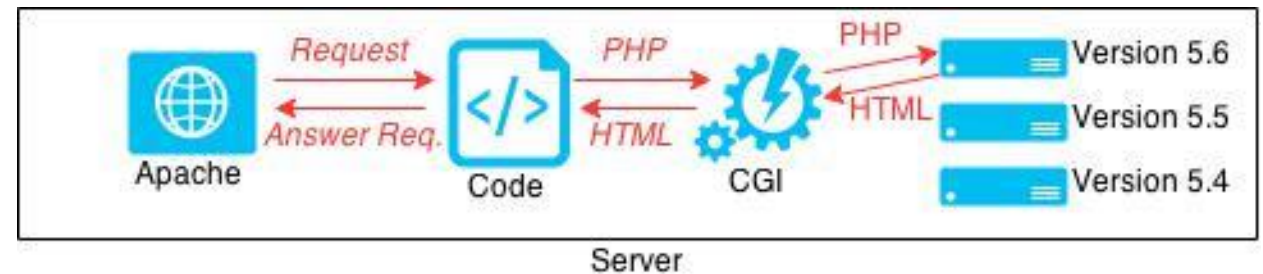 Request
PHP
PHP
Version 5.6
</>
Answer Req.
HTML
HTML
Version 5.5
Apache
Code
CGI
Version 5.4
Server